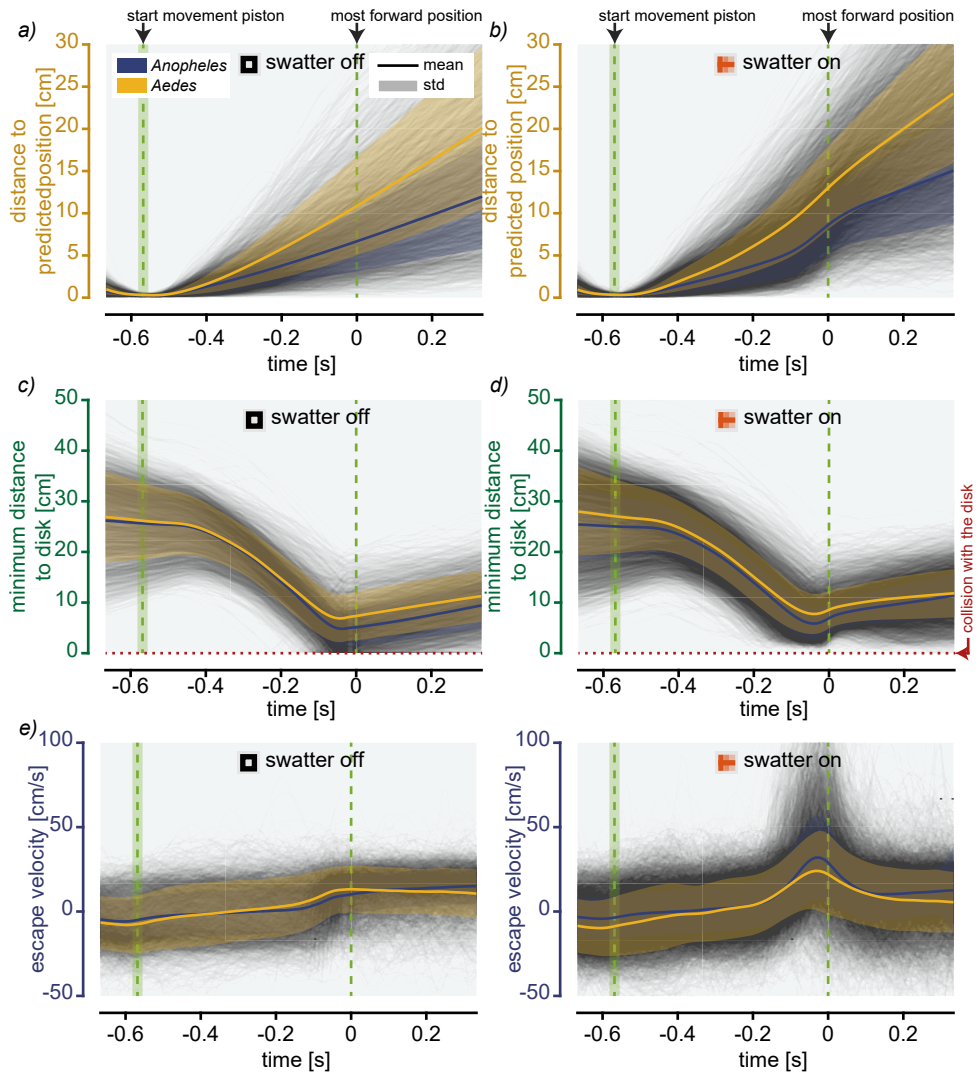 start movement piston
most forward position
start movement piston
most forward position
a)
b)
Anopheles
Aedes
swatter off
mean
std
swatter on
distance to
predictedposition [cm]
30
25
20
15
10
5
0
-0.6
-0.4
-0.2
0
0.2
time [s]
distance to
predicted position [cm]
30
25
20
15
10
5
0
-0.6
-0.4
-0.2
0
0.2
time [s]
c)
swatter off
minimum distance
to disk [cm]
50
40
30
20
10
0
-0.6
-0.4
-0.2
0
0.2
time [s]
d)
swatter on
minimum distance
to disk [cm]
50
40
30
20
10
0
-0.6
-0.4
-0.2
0
0.2
time [s]
collision with the disk
e)
swatter off
escape velocity [cm/s]
100
50
0
-50
-0.6
-0.4
-0.2
0
0.2
time [s]
swatter on
escape velocity [cm/s]
100
50
0
-50
-0.6
-0.4
-0.2
0
0.2
time [s]